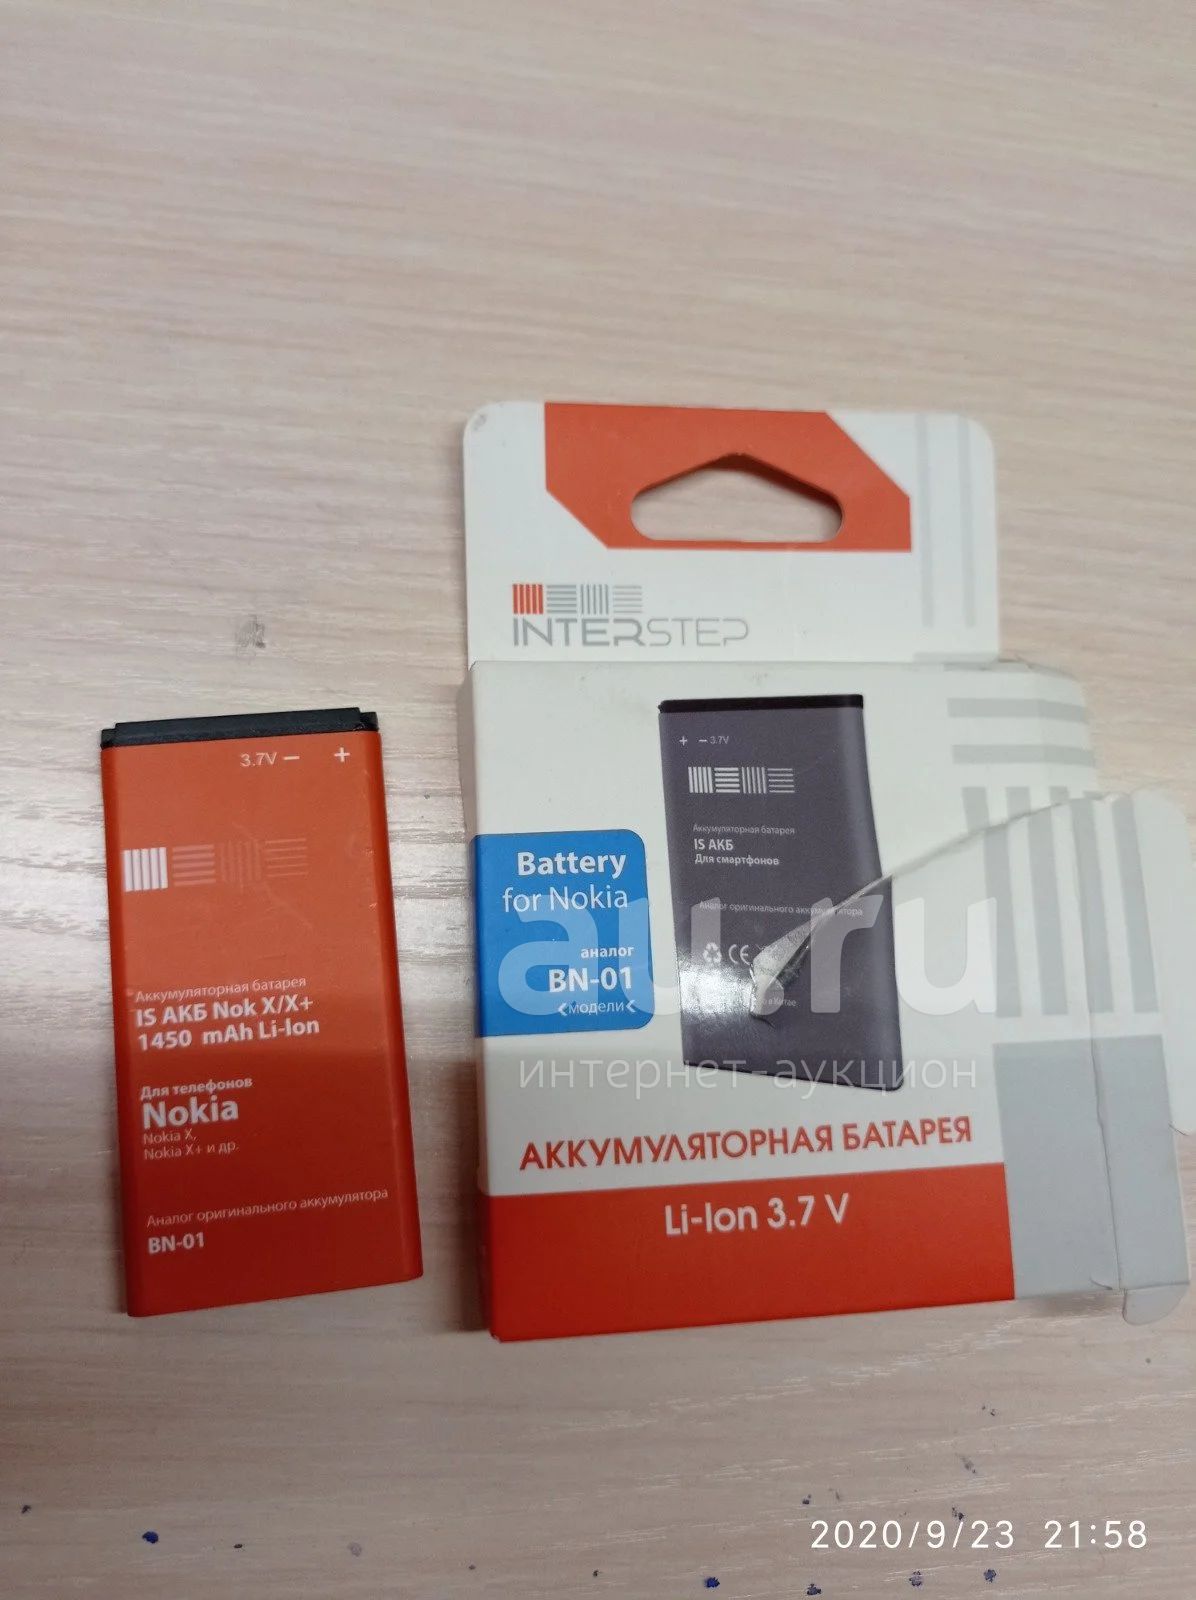 INTERSTEP
+ – 3.7V
Аккумуляторная батарея
IS АКБ
Для смартфонов
Аналог оригинального аккумулятора
CE
в Китае
Battery
for Nokia
аналог
BN-01
<модели<
АККУМУЛЯТОРНАЯ БАТАРЕЯ
Li-Ion 3.7 V
3.7V – +
Аккумуляторная батарея
IS АКБ Nok X/X+
1450 mAh Li-Ion
Для телефонов
Nokia
Nokia X,
Nokia X+ и др.
Аналог оригинального аккумулятора
BN-01
au.ru
интернет-аукцион
2020/9/23 21:58